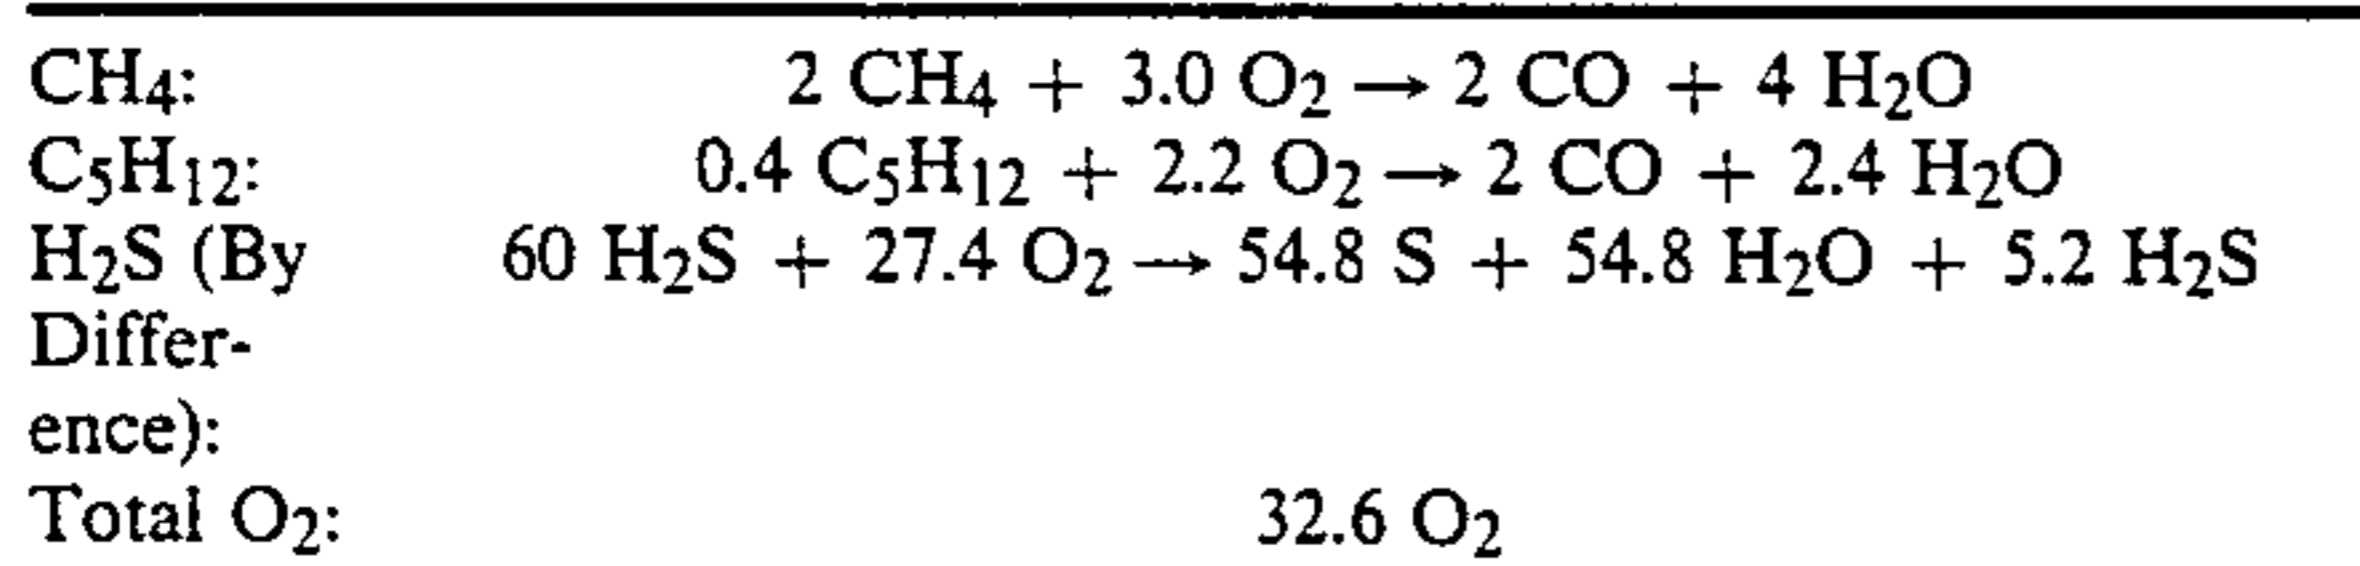 CH4: 2 CH4 + 3.0 O2 → 2 CO + 4 H2O
C5H12: 0.4 C5H12 + 2.2 O2 → 2 CO + 2.4 H2O
H2S (By 60 H2S + 27.4 O2 → 54.8 S + 54.8 H2O + 5.2 H2S
Differ-
ence):
Total O2: 32.6 O2